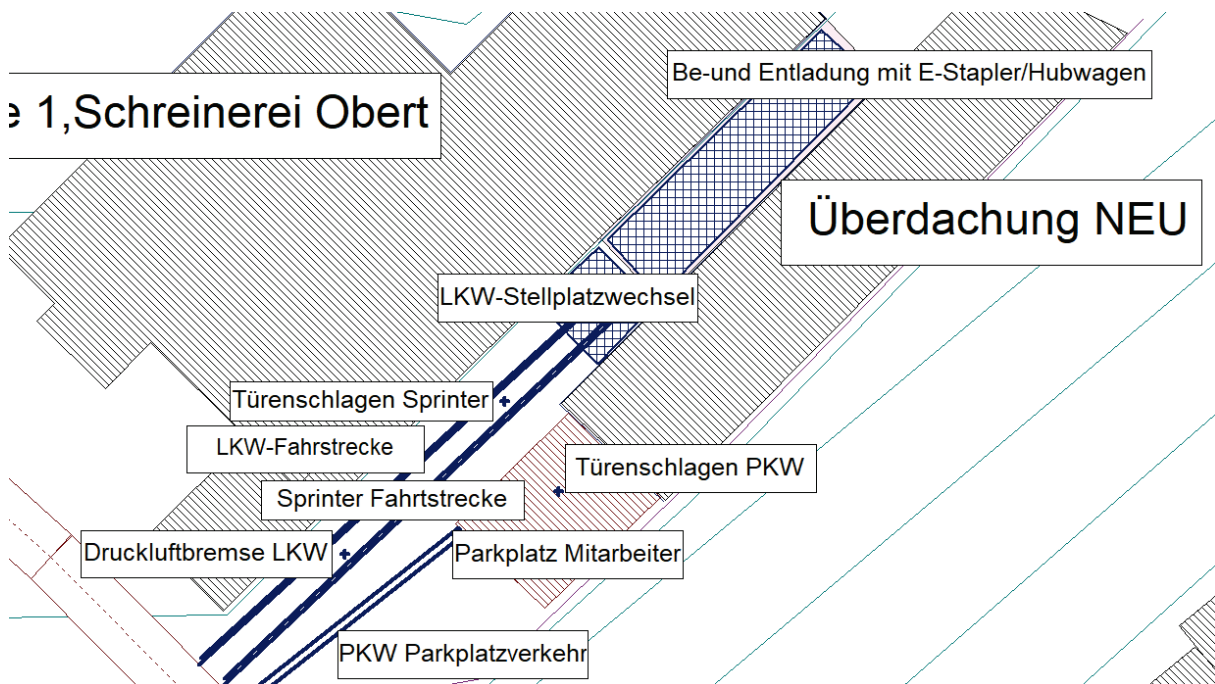 Be-und Entladung mit E-Stapler/Hubwagen
e 1,Schreinerei Obert
Überdachung NEU
LKW-Stellplatzwechsel
Türenschlagen Sprinter
LKW-Fahrstrecke
Türenschlagen PKW
Sprinter Fahrtstrecke
Druckluftbremse LKW
Parkplatz Mitarbeiter
PKW Parkplatzverkehr